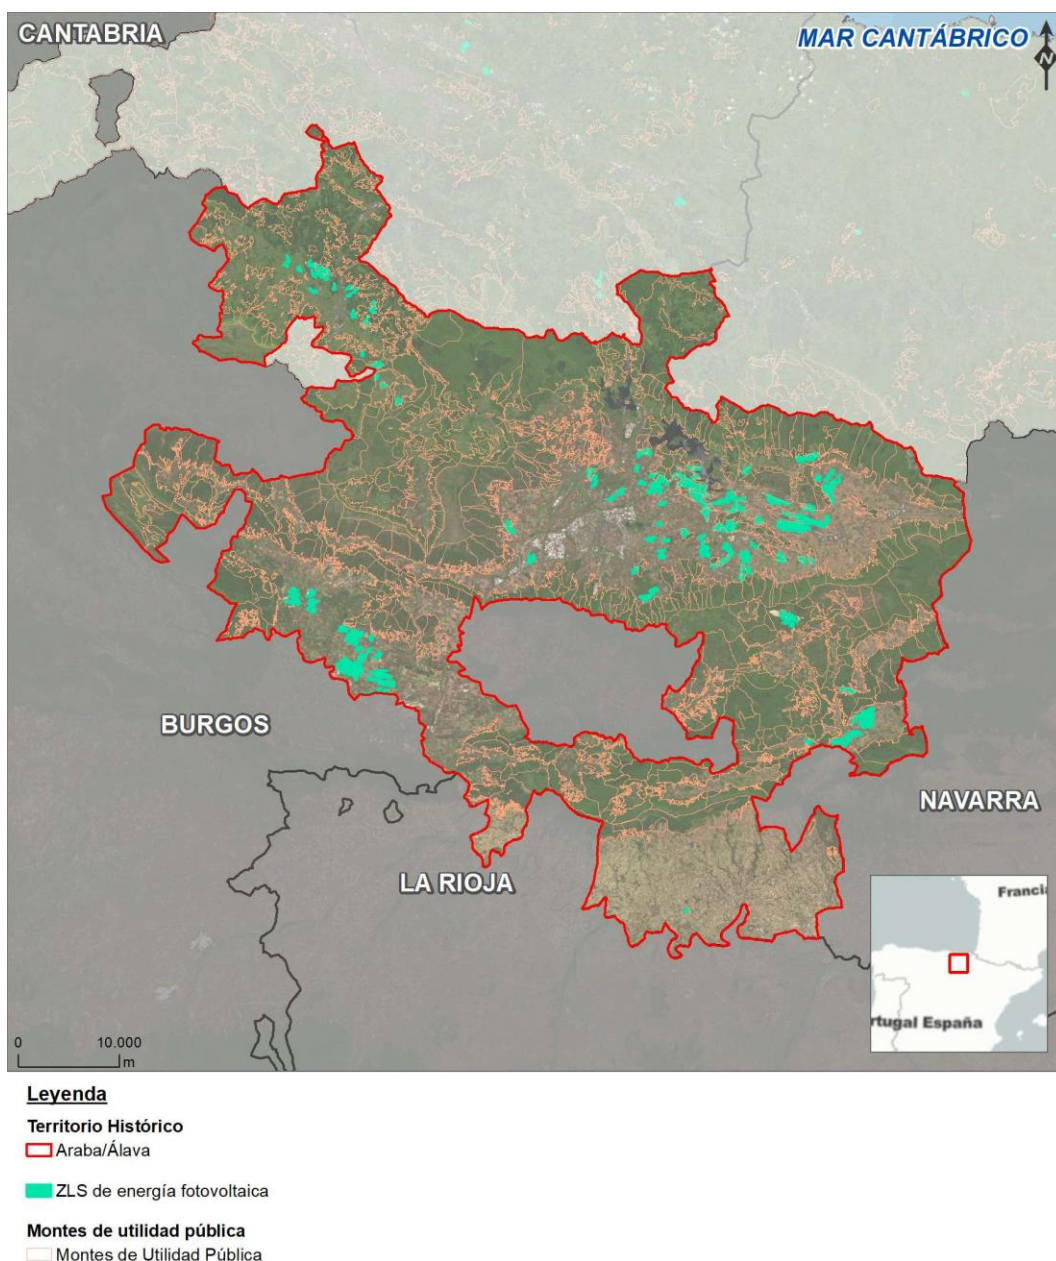 CANTABRIA
MAR CANTÁBRICO
N
BURGOS
NAVARRA
LA RIOJA
Francia
rtugal España
0 10.000
m
Leyenda
Territorio Histórico
Araba/Álava
ZLS de energía fotovoltaica
Montes de utilidad pública
Montes de Utilidad Pública